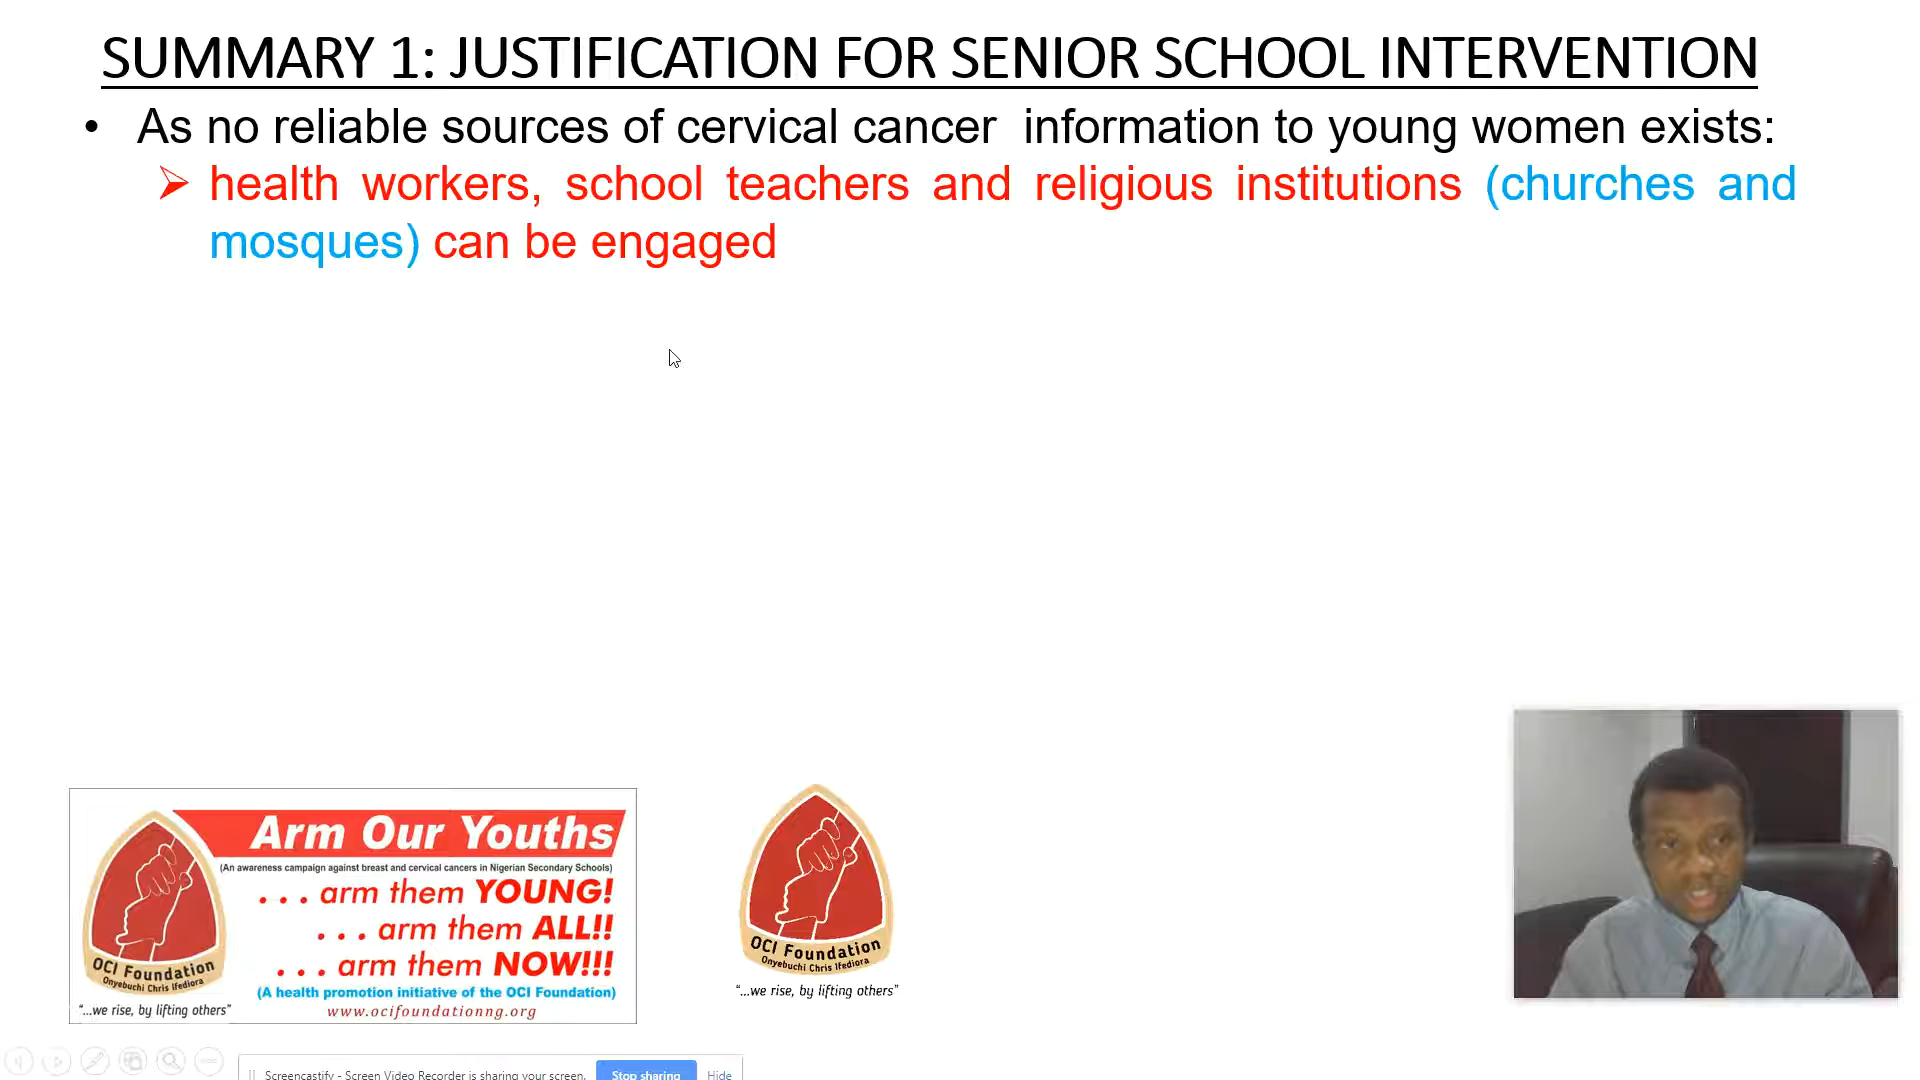 SUMMARY 1: JUSTIFICATION FOR SENIOR SCHOOL INTERVENTION
• As no reliable sources of cervical cancer information to young women exists:
➢ health workers, school teachers and religious institutions (churches and
mosques) can be engaged
Arm Our Youths
(An awareness campaign against breast and cervical cancers in Nigerian Secondary Schools)
. . . arm them YOUNG!
. . . arm them ALL!!
. . . arm them NOW!!!
(A health promotion initiative of the OCI Foundation)
www.ocifoundationng.org
OCI Foundation
Onyebuchi Chris Ifediora
“...we rise, by lifting others”
OCI Foundation
Onyebuchi Chris Ifediora
“...we rise, by lifting others”
Screencastify - Screen Video Recorder is sharing your screen. Stop sharing Hide